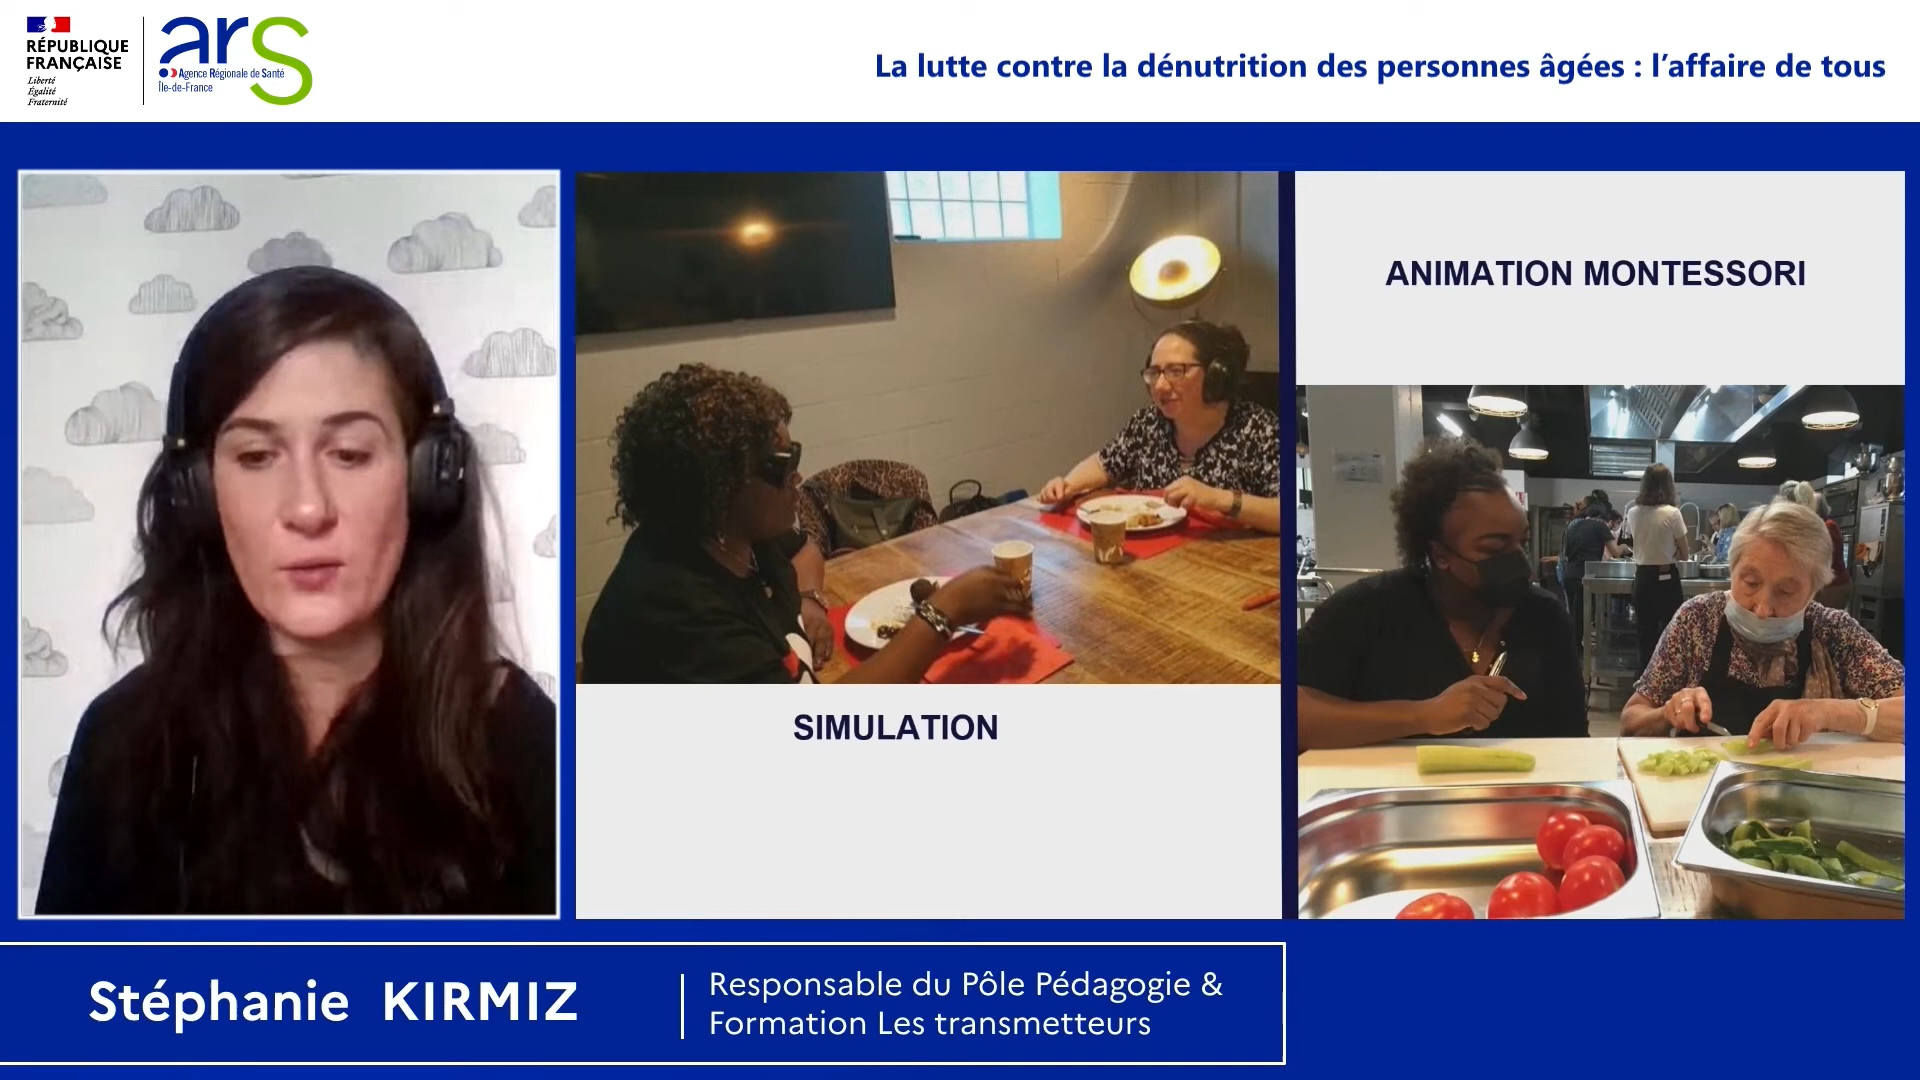 RÉPUBLIQUE
FRANÇAISE
Liberté
Égalité
Fraternité
ars
Agence Régionale de Santé
Île-de-France
La lutte contre la dénutrition des personnes âgées : l’affaire de tous
ANIMATION MONTESSORI
SIMULATION
Stéphanie KIRMIZ
Responsable du Pôle Pédagogie &
Formation Les transmetteurs